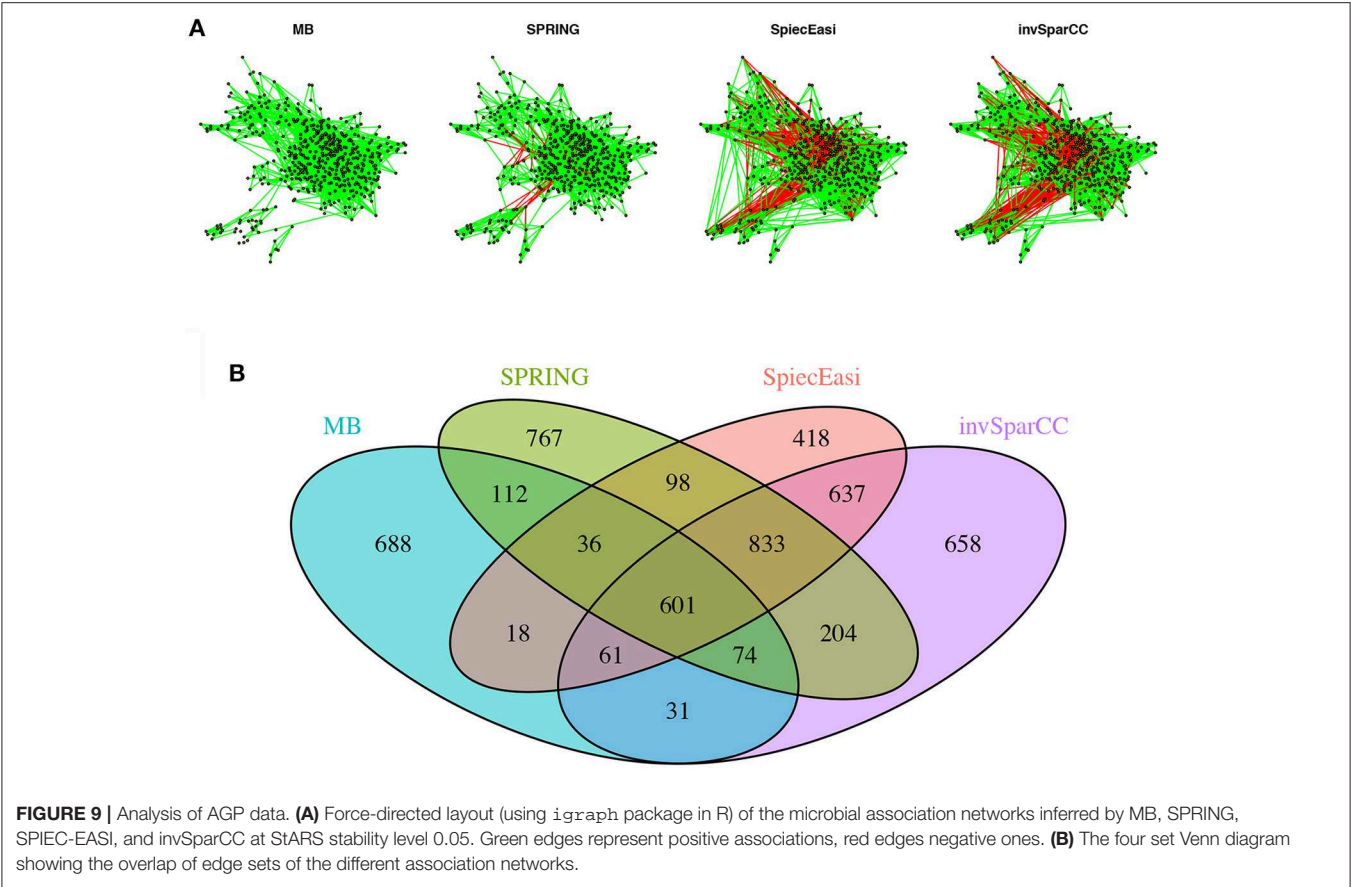 A
MB
SPRING
SpiecEasi
invSparCC
B
SPRING
SpiecEasi
MB
invSparCC
767
418
112
98
637
688
36
833
658
601
18
204
61
74
31
FIGURE 9 | Analysis of AGP data. (A) Force-directed layout (using igraph package in R) of the microbial association networks inferred by MB, SPRING,
SPIEC-EASI, and invSparCC at StARS stability level 0.05. Green edges represent positive associations, red edges negative ones. (B) The four set Venn diagram
showing the overlap of edge sets of the different association networks.